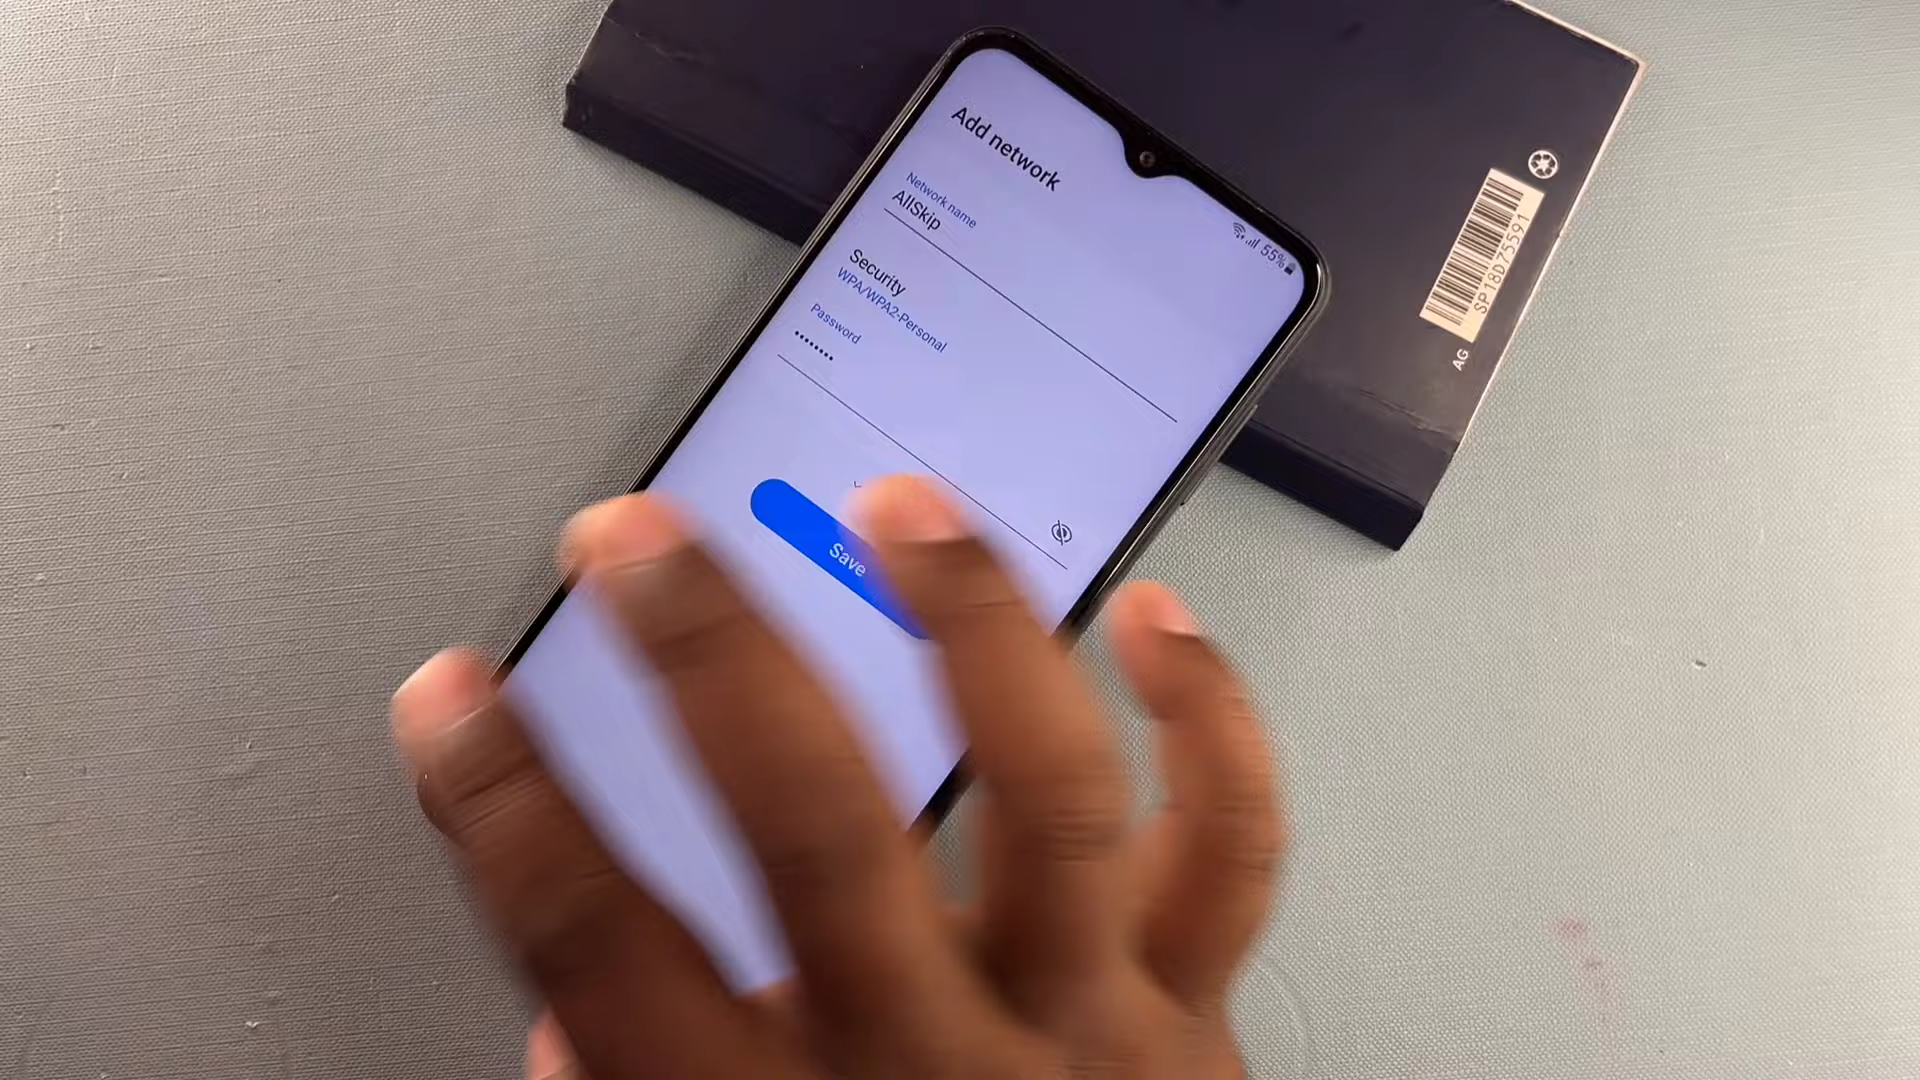 Add network
55%
Network name
AllSkip
Security
WPA/WPA2-Personal
Password
••••••••
Save
SP18D75591
AG